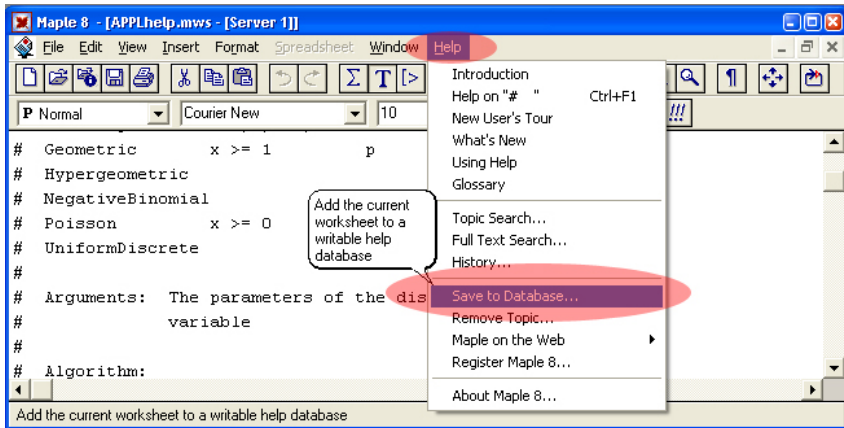 Maple 8 - [APPLhelp.mws - [Server 1]]
File Edit View Insert Format Spreadsheet Window Help
P Normal Courier New 10 !!!
# Geometric x >= 1 p
# Hypergeometric
# NegativeBinomial
# Poisson x >= 0
# UniformDiscrete
#
# Arguments: The parameters of the dis
# variable
#
# Algorithm:
Add the current
worksheet to a
writable help
database
Introduction
Help on "# " Ctrl+F1
New User's Tour
What's New
Using Help
Glossary
Topic Search...
Full Text Search...
History...
Save to Database...
Remove Topic...
Maple on the Web
Register Maple 8...
About Maple 8...
Add the current worksheet to a writable help database